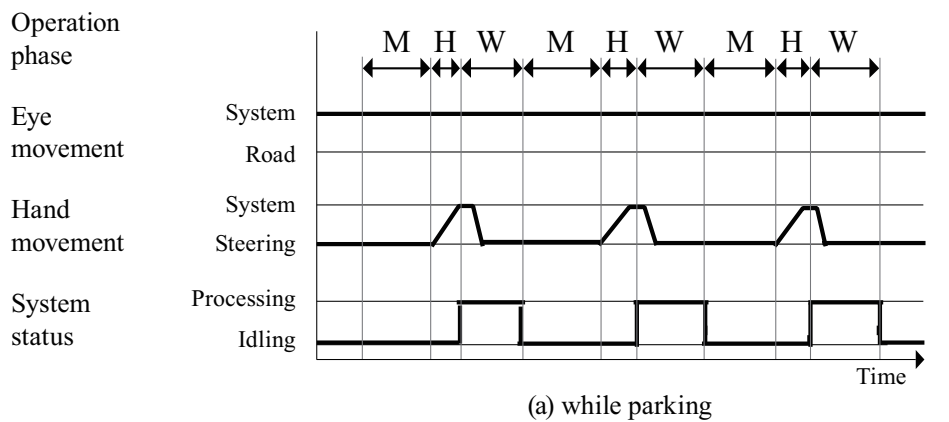 Operation
phase
M H W M H W M H W
Eye
movement
System
Road
Hand
movement
System
Steering
System
status
Processing
Idling
Time
(a) while parking